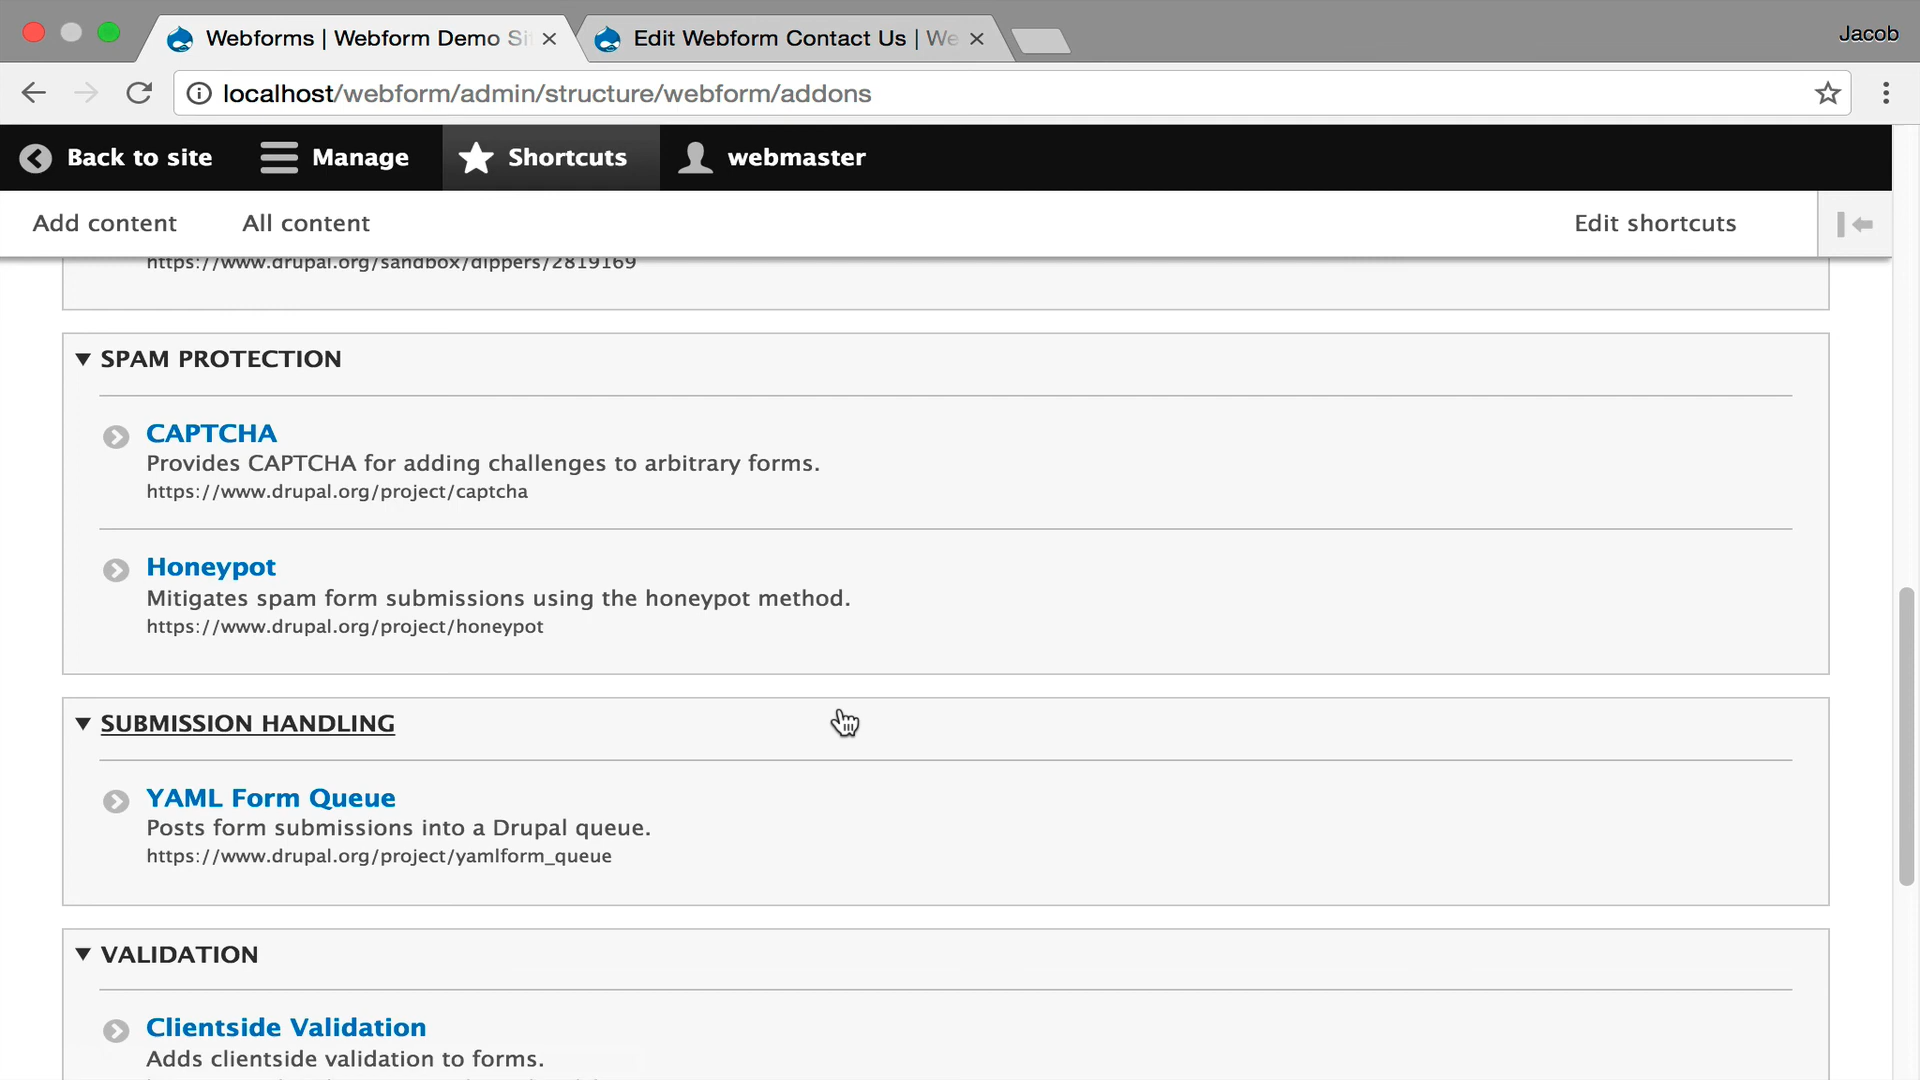 Webforms | Webform Demo Si
Edit Webform Contact Us | We
Jacob
localhost/webform/admin/structure/webform/addons
Back to site
Manage
Shortcuts
webmaster
Add content
All content
Edit shortcuts
https://www.drupal.org/sandbox/dippers/2819169
SPAM PROTECTION
CAPTCHA
Provides CAPTCHA for adding challenges to arbitrary forms.
https://www.drupal.org/project/captcha
Honeypot
Mitigates spam form submissions using the honeypot method.
https://www.drupal.org/project/honeypot
SUBMISSION HANDLING
YAML Form Queue
Posts form submissions into a Drupal queue.
https://www.drupal.org/project/yamlform_queue
VALIDATION
Clientside Validation
Adds clientside validation to forms.